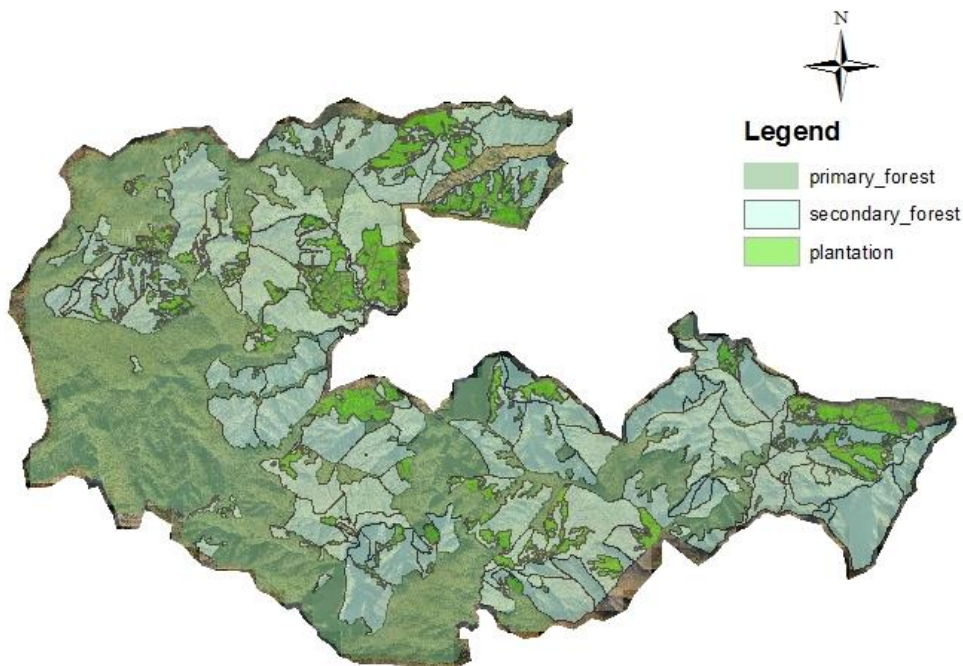 N
Legend
primary_forest
secondary_forest
plantation